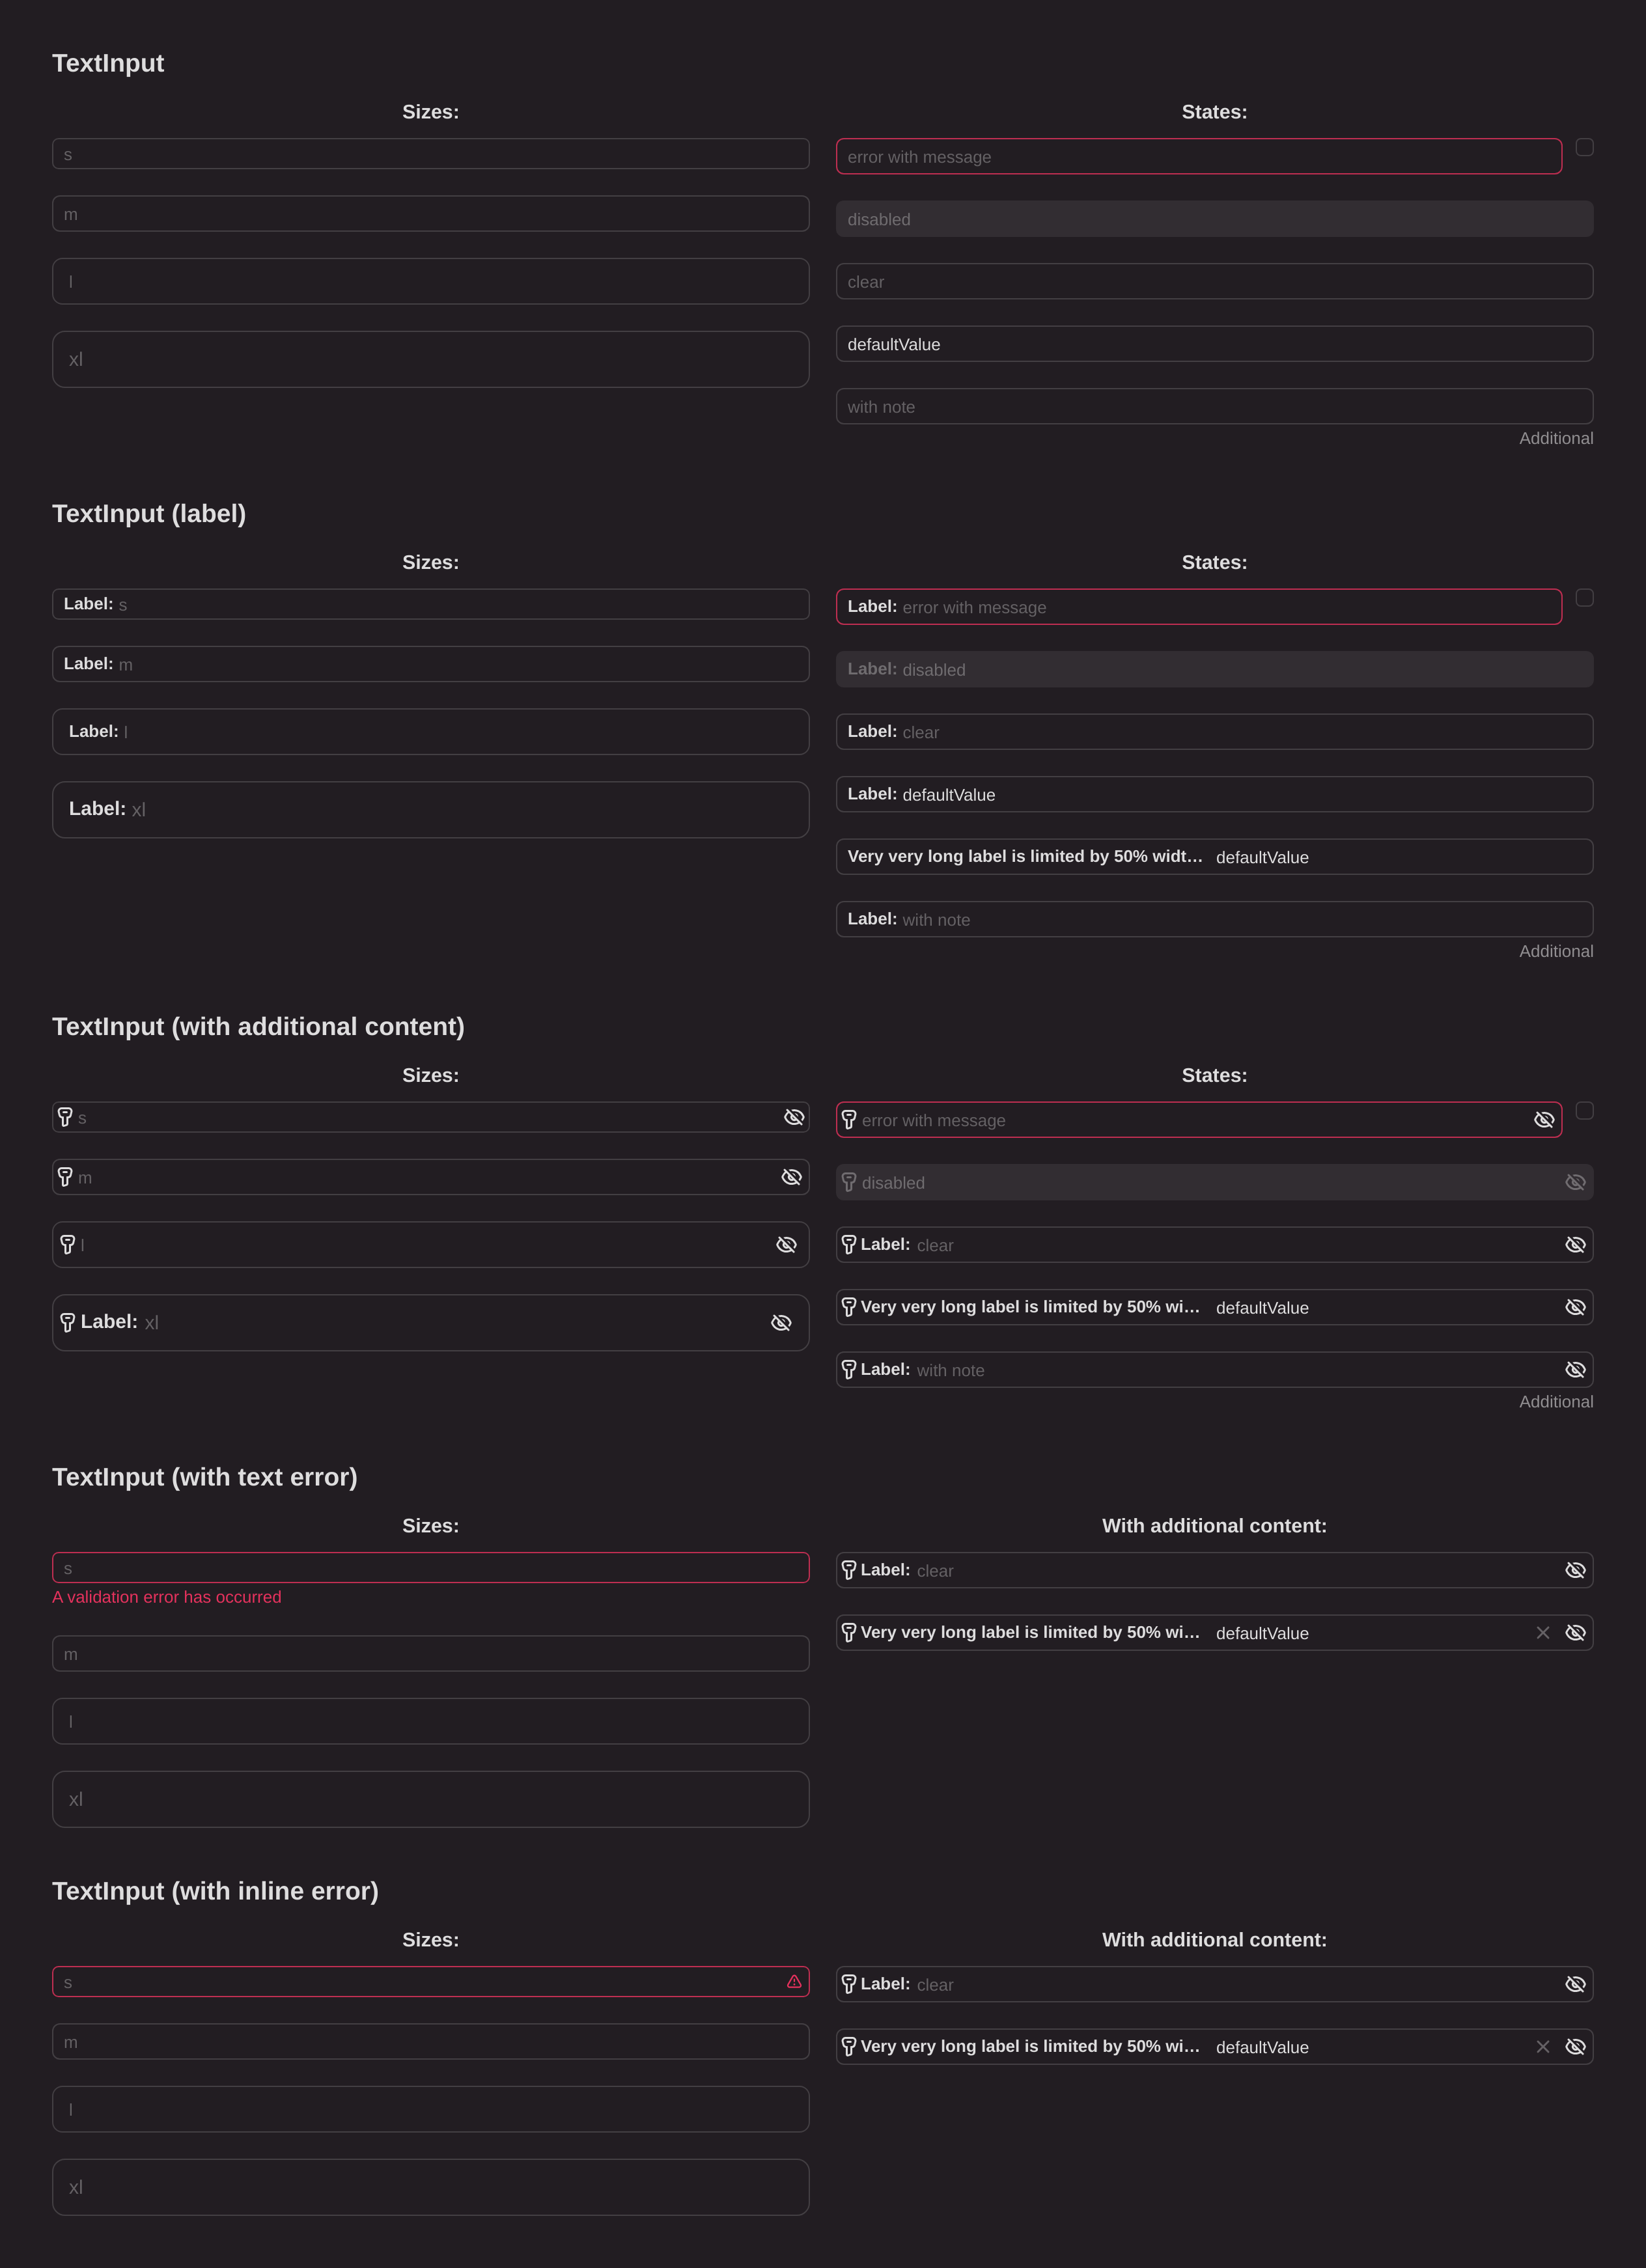 TextInput
Sizes:
s
m
l
xl
States:
error with message
disabled
clear
defaultValue
with note
Additional
TextInput (label)
Sizes:
Label: s
Label: m
Label: l
Label: xl
States:
Label: error with message
Label: disabled
Label: clear
Label: defaultValue
Very very long label is limited by 50% widt… defaultValue
Label: with note
Additional
TextInput (with additional content)
Sizes:
s
m
l
Label: xl
States:
error with message
disabled
Label: clear
Very very long label is limited by 50% wi… defaultValue
Label: with note
Additional
TextInput (with text error)
Sizes:
s
A validation error has occurred
m
l
xl
With additional content:
Label: clear
Very very long label is limited by 50% wi… defaultValue
TextInput (with inline error)
Sizes:
s
m
l
xl
With additional content:
Label: clear
Very very long label is limited by 50% wi… defaultValue